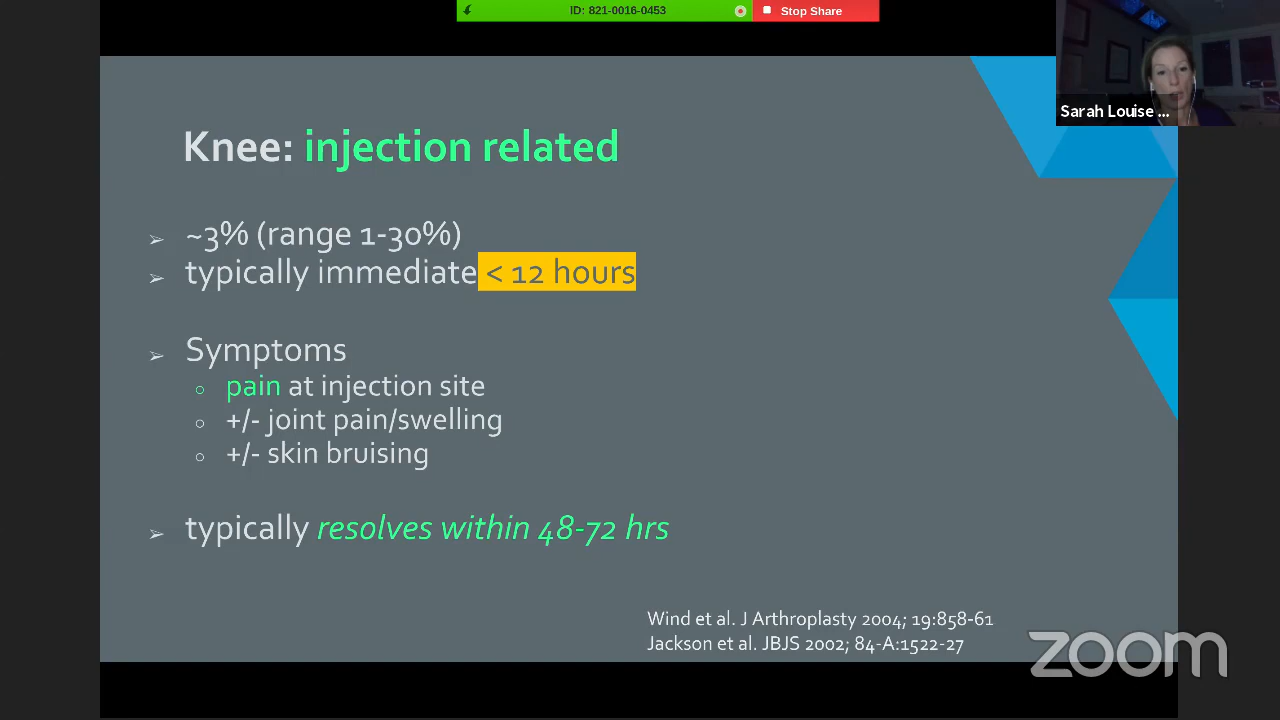 ID: 821-0016-0453
Stop Share
Sarah Louise ...
Knee: injection related
~3% (range 1-30%)
typically immediate < 12 hours
Symptoms
pain at injection site
+/- joint pain/swelling
+/- skin bruising
typically resolves within 48-72 hrs
Wind et al. J Arthroplasty 2004; 19:858-61
Jackson et al. JBJS 2002; 84-A:1522-27
zoom